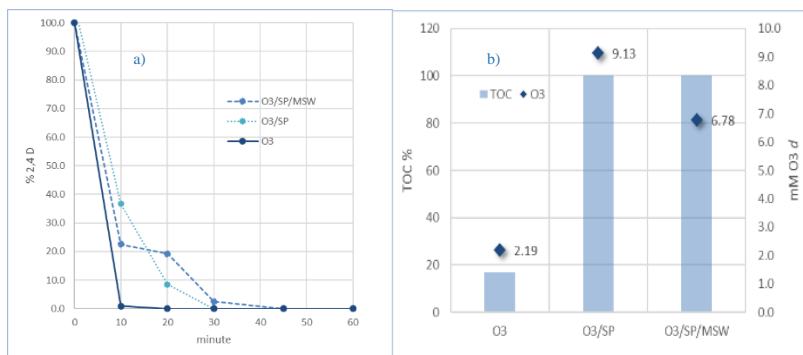 a)
100.0
90.0
80.0
70.0
60.0
50.0
40.0
30.0
20.0
10.0
0.0
% 2,4 D
O3/SP/MSW
O3/SP
O3
0 10 20 30 40 50 60
minute
b)
120
100
80
60
40
20
0
TOC %
TOC O3
2.19
9.13
6.78
10.0
9.0
8.0
7.0
6.0
5.0
4.0
3.0
2.0
1.0
0.0
mM O3 d
O3 O3/SP O3/SP/MSW